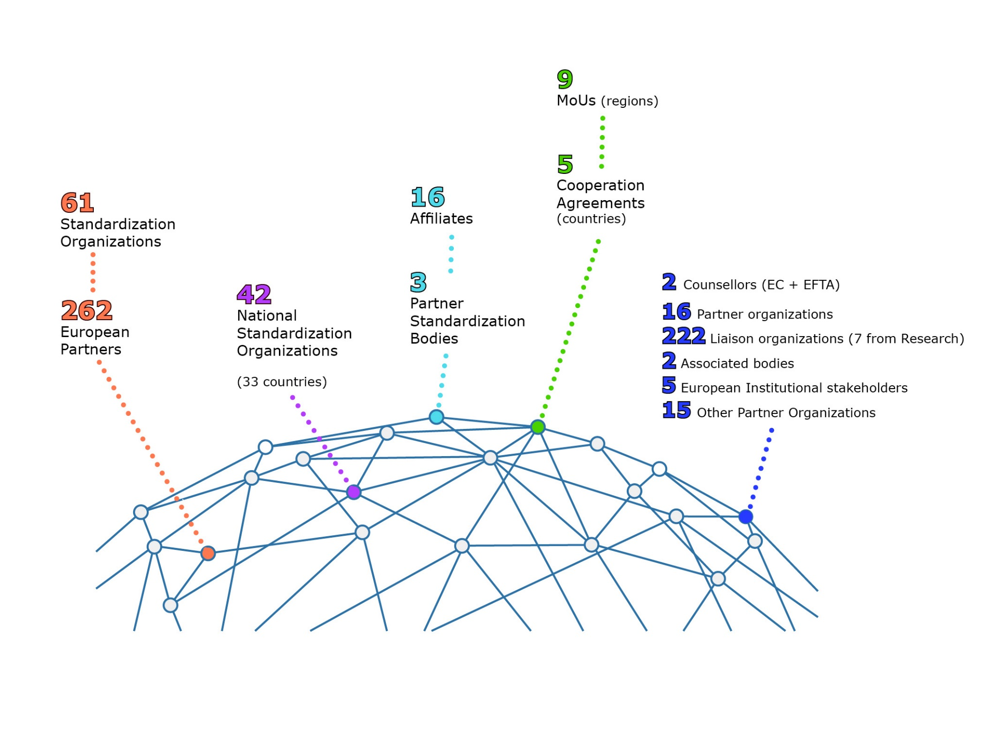 9
MoUs (regions)
5
Cooperation
Agreements
(countries)
61
Standardization
Organizations
262
European
Partners
42
National
Standardization
Organizations
(33 countries)
16
Affiliates
3
Partner
Standardization
Bodies
2 Counsellors (EC + EFTA)
16 Partner organizations
222 Liaison organizations (7 from Research)
2 Associated bodies
5 European Institutional stakeholders
15 Other Partner Organizations